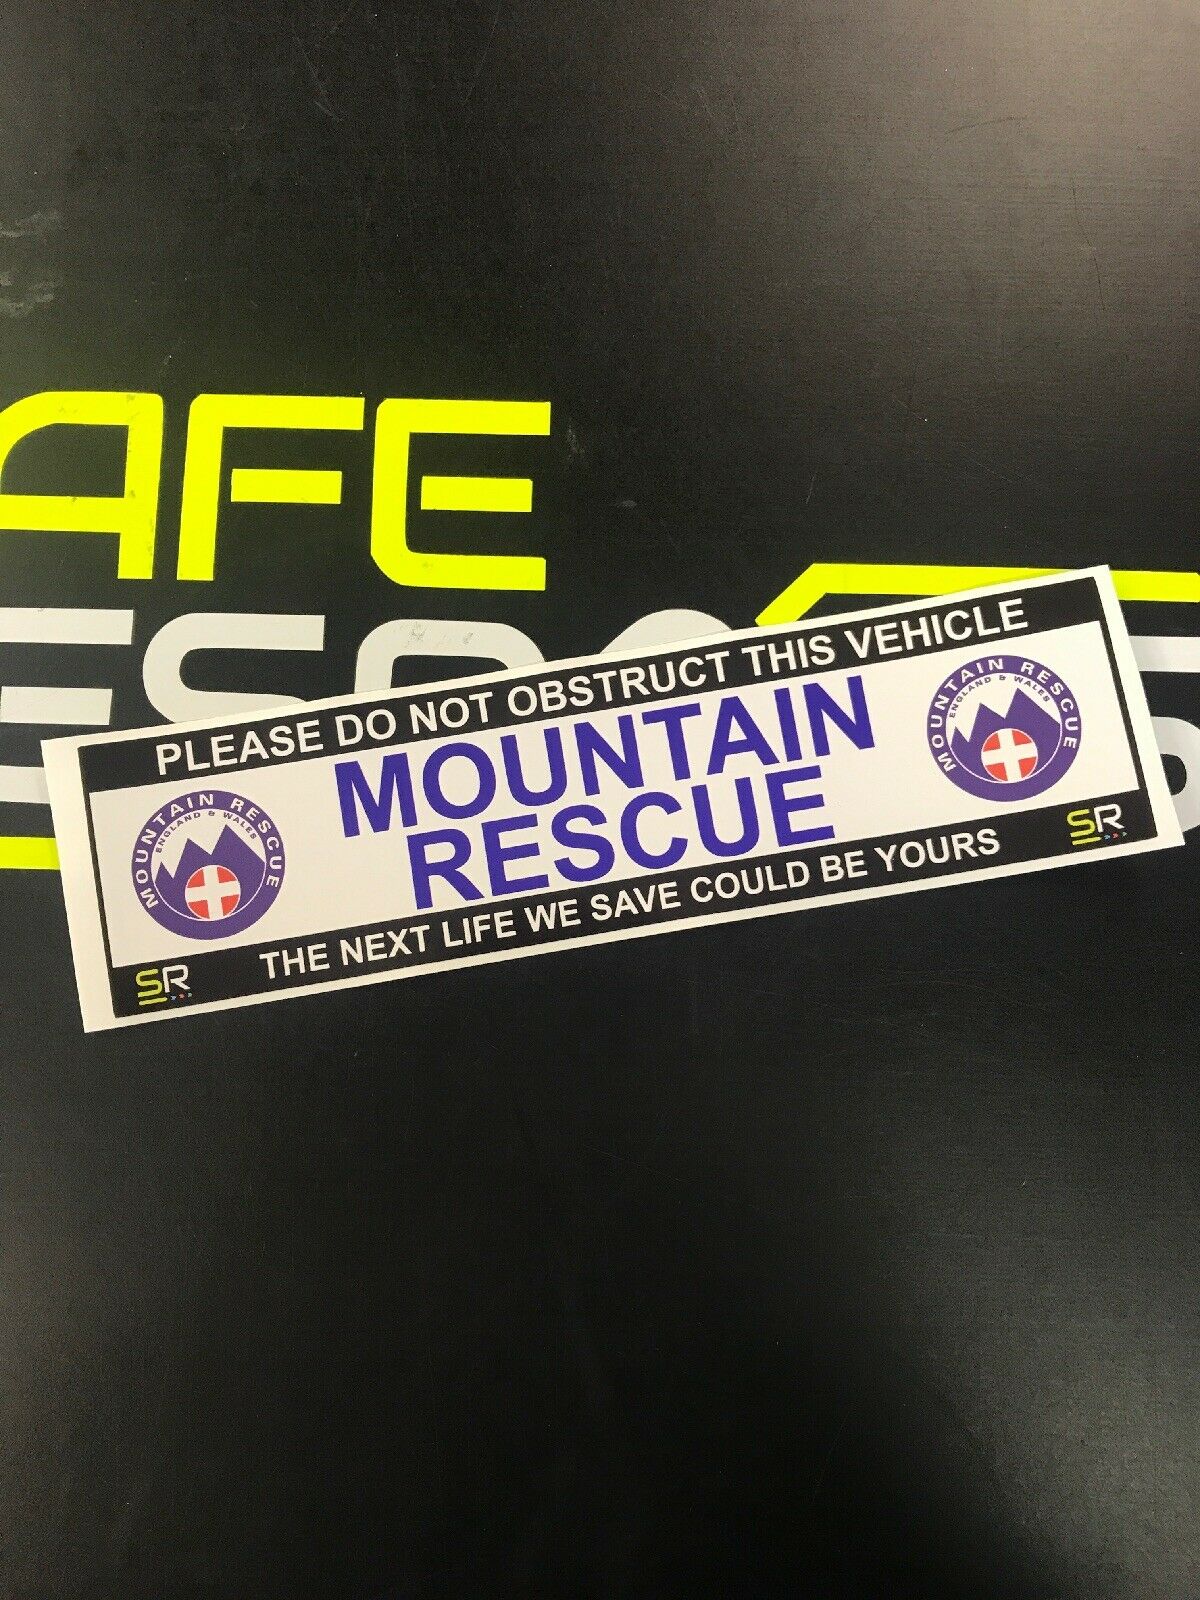 AFE
PLEASE DO NOT OBSTRUCT THIS VEHICLE
MOUNTAIN RESCUE
ENGLAND & WALES
MOUNTAIN
RESCUE
MOUNTAIN RESCUE
ENGLAND & WALES
THE NEXT LIFE WE SAVE COULD BE YOURS
SR
SR